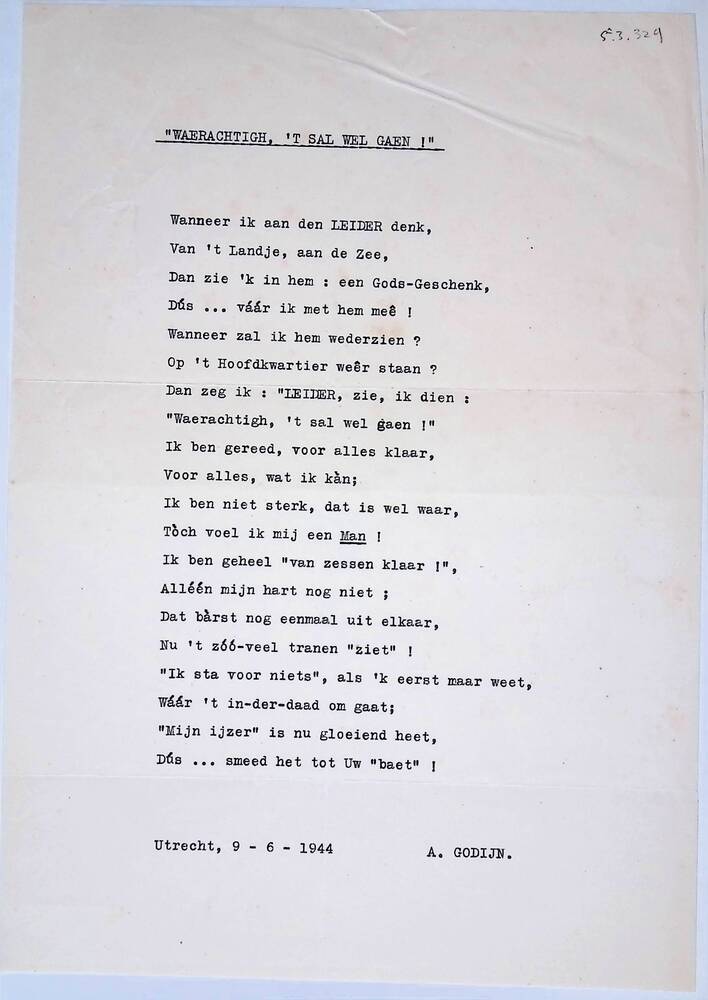 5.3.329
"WAERACHTIGH, 'T SAL WEL GAEN !"
Wanneer ik aan den LEIDER denk,
Van 't Landje, aan de Zee,
Dan zie 'k in hem : een Gods-Geschenk,
Dús ... váár ik met hem meê !
Wanneer zal ik hem wederzien ?
Op 't Hoofdkwartier weêr staan ?
Dan zeg ik : "LEIDER, zie, ik dien :
"Waerachtigh, 't sal wel gaen !"
Ik ben gereed, voor alles klaar,
Voor alles, wat ik kàn;
Ik ben niet sterk, dat is wel waar,
Tòch voel ik mij een Man !
Ik ben geheel "van zessen klaar !",
Alléén mijn hart nog niet ;
Dat bàrst nog eenmaal uit elkaar,
Nu 't zóó-veel tranen "ziet" !
"Ik sta voor niets", als 'k eerst maar weet,
Wáár 't in-der-daad om gaat;
"Mijn ijzer" is nu gloeiend heet,
Dús ... smeed het tot Uw "baet" !
Utrecht, 9 - 6 - 1944
A. GODIJN.